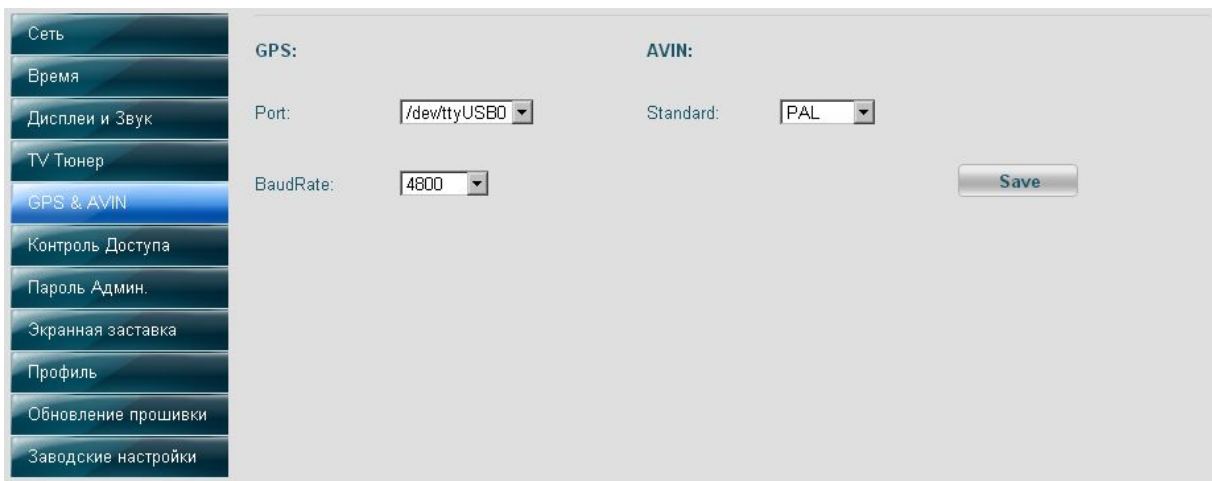 Сеть
Время
Дисплеи и Звук
TV Тюнер
GPS & AVIN
Контроль Доступа
Пароль Админ.
Экранная заставка
Профиль
Обновление прошивки
Заводские настройки
GPS:
AVIN:
Port:
/dev/ttyUSB0
Standard:
PAL
BaudRate:
4800
Save